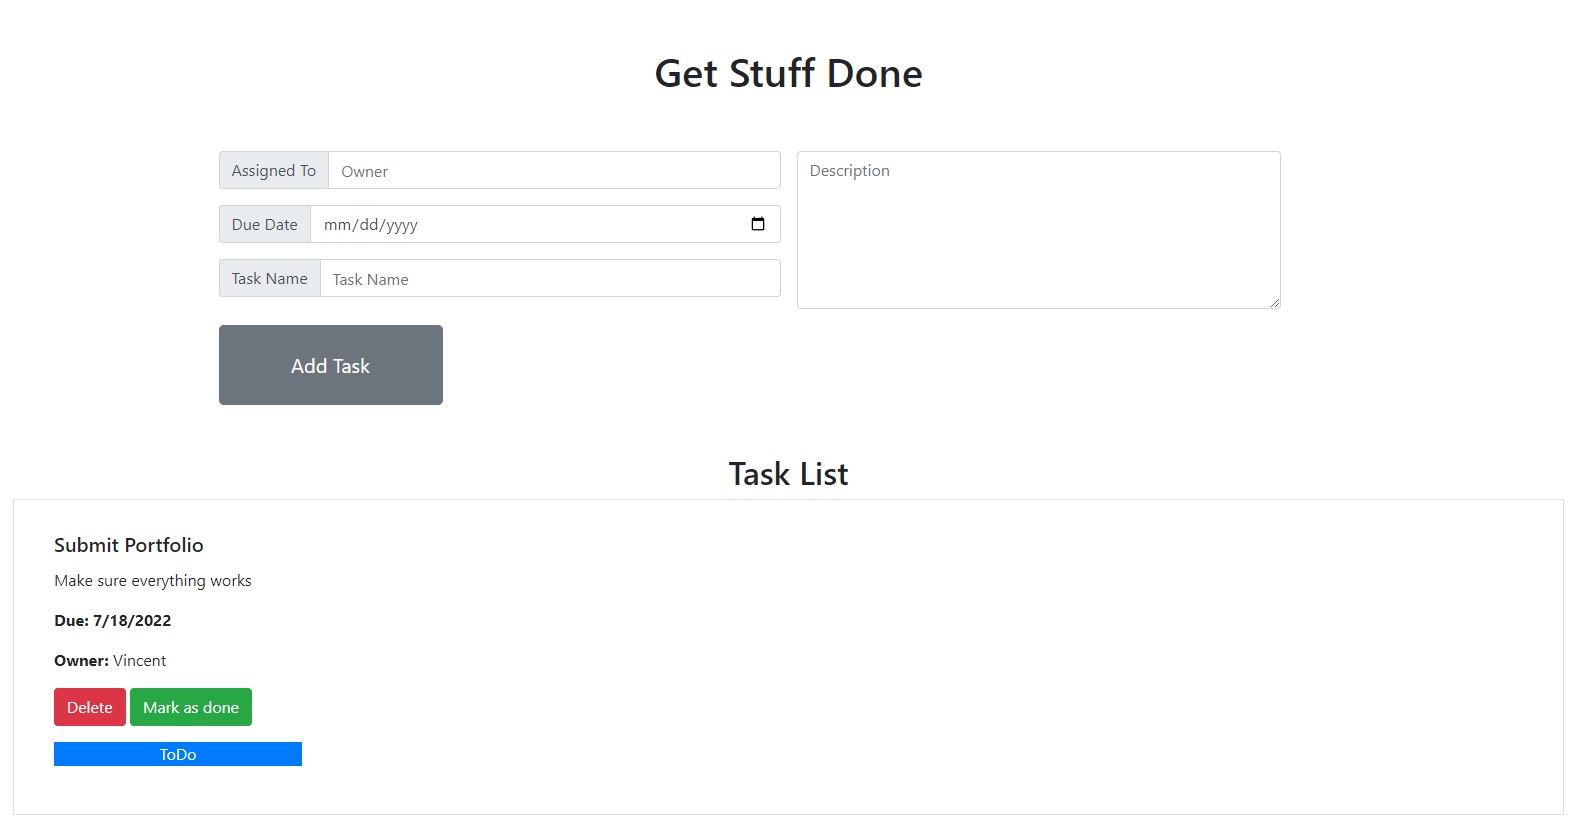 Get Stuff Done
Assigned To Owner
Description
Due Date mm/dd/yyyy
Task Name Task Name
Add Task
Task List
Submit Portfolio
Make sure everything works
Due: 7/18/2022
Owner: Vincent
Delete Mark as done
ToDo